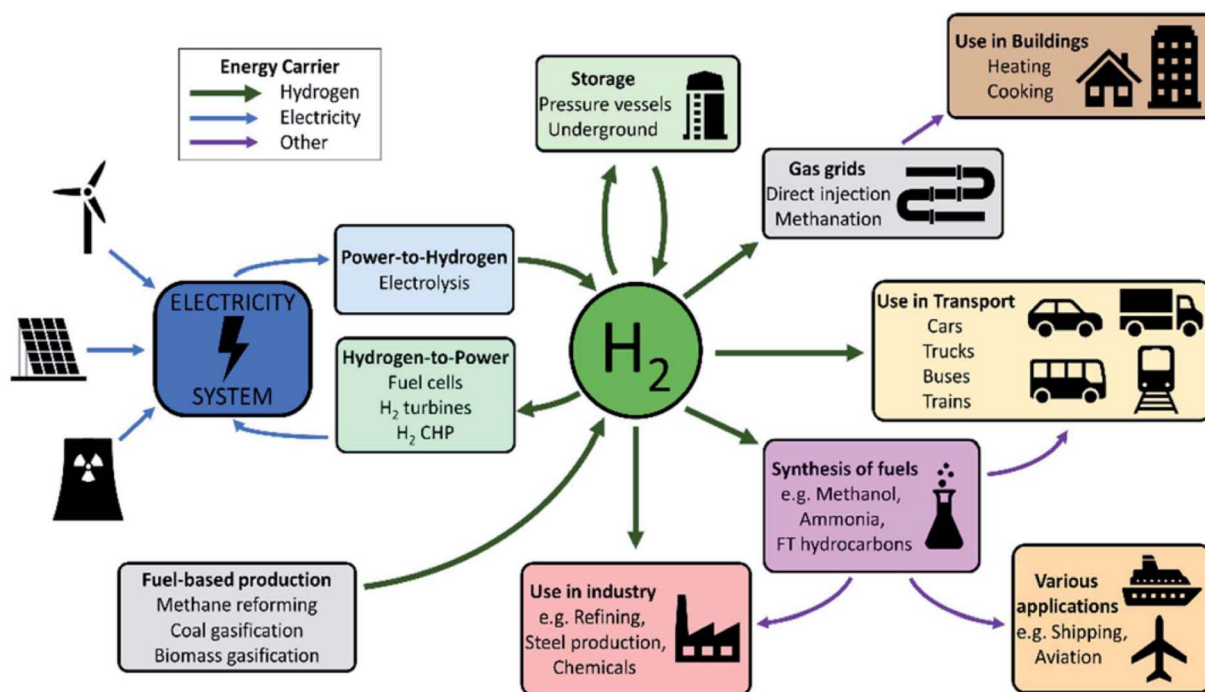 Energy Carrier
Hydrogen
Electricity
Other
Storage
Pressure vessels
Underground
Use in Buildings
Heating
Cooking
Gas grids
Direct injection
Methanation
Power-to-Hydrogen
Electrolysis
ELECTRICITY
SYSTEM
Hydrogen-to-Power
Fuel cells
H₂ turbines
H₂ CHP
H₂
Use in Transport
Cars
Trucks
Buses
Trains
Synthesis of fuels
e.g. Methanol,
Ammonia,
FT hydrocarbons
Fuel-based production
Methane reforming
Coal gasification
Biomass gasification
Use in industry
e.g. Refining,
Steel production,
Chemicals
Various
applications
e.g. Shipping,
Aviation